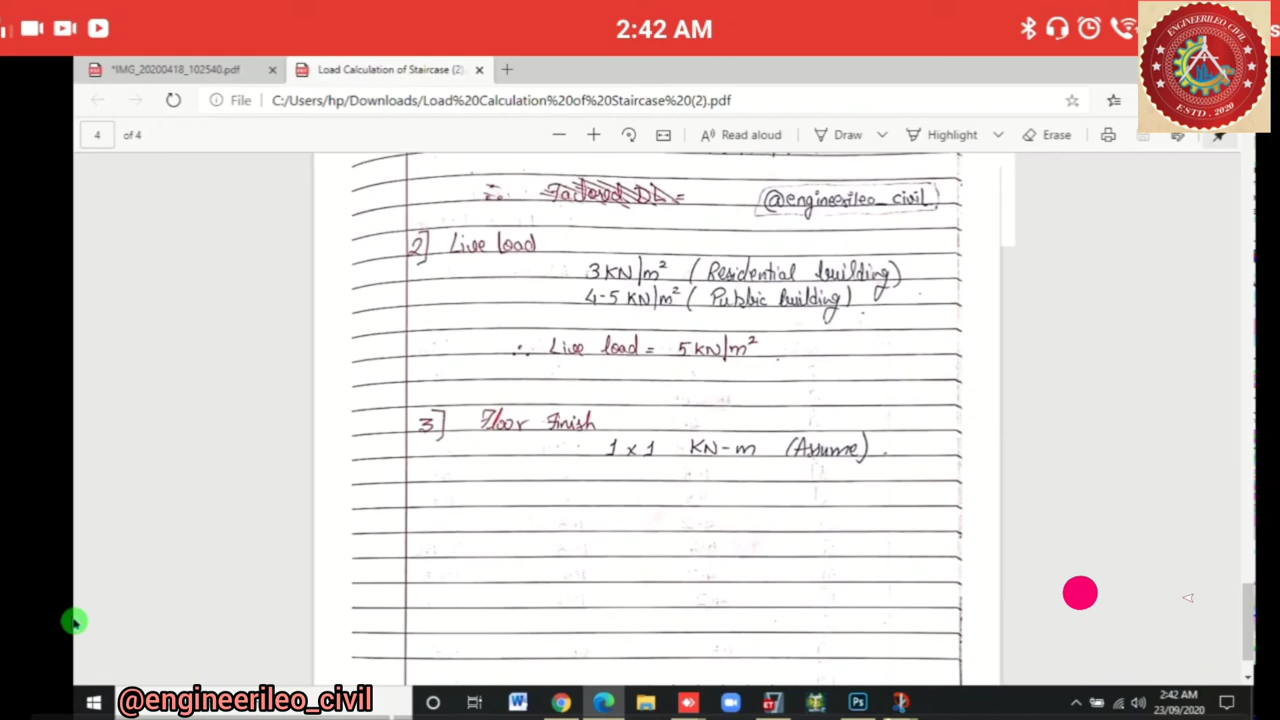 2:42 AM
ENGINEERILEO CIVIL
ESTD. 2020
*IMG_20200418_102540.pdf
Load Calculation of Staircase (2).
File C:/Users/hp/Downloads/Load%20Calculation%20of%20Staircase%20(2).pdf
4 of 4
Read aloud
Draw
Highlight
Erase
Factored DL =
@engineerileo_civil
2] Live load
3 KN/m² (Residential building)
4-5 KN/m² (Public building)
∴ Live load = 5 KN/m²
3] Floor Finish
1 x 1 KN-m (Assume).
@engineerileo_civil
2:42 AM
23/09/2020